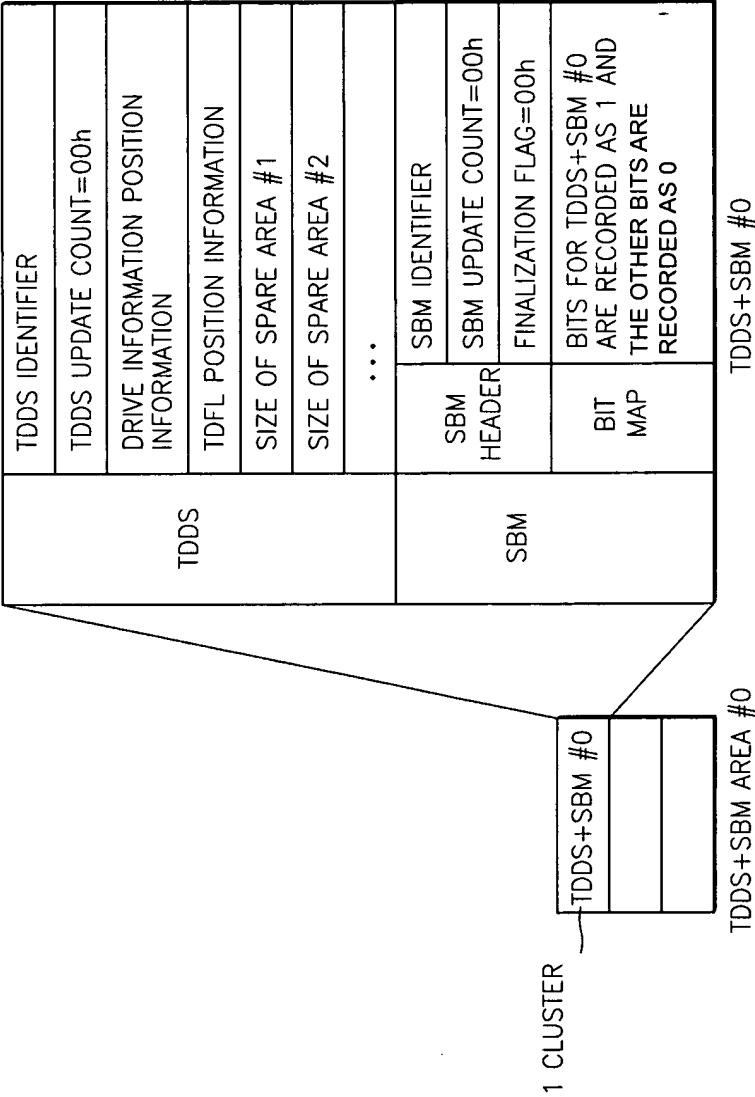 1 CLUSTER
TDDS+SBM #0
TDDS+SBM AREA #0
TDDS
TDDS IDENTIFIER
TDDS UPDATE COUNT=00h
DRIVE INFORMATION POSITION
INFORMATION
TDFL POSITION INFORMATION
SIZE OF SPARE AREA #1
SIZE OF SPARE AREA #2
...
SBM
SBM
HEADER
SBM IDENTIFIER
SBM UPDATE COUNT=00h
FINALIZATION FLAG=00h
BIT
MAP
BITS FOR TDDS+SBM #0
ARE RECORDED AS 1 AND
THE OTHER BITS ARE
RECORDED AS 0
TDDS+SBM #0